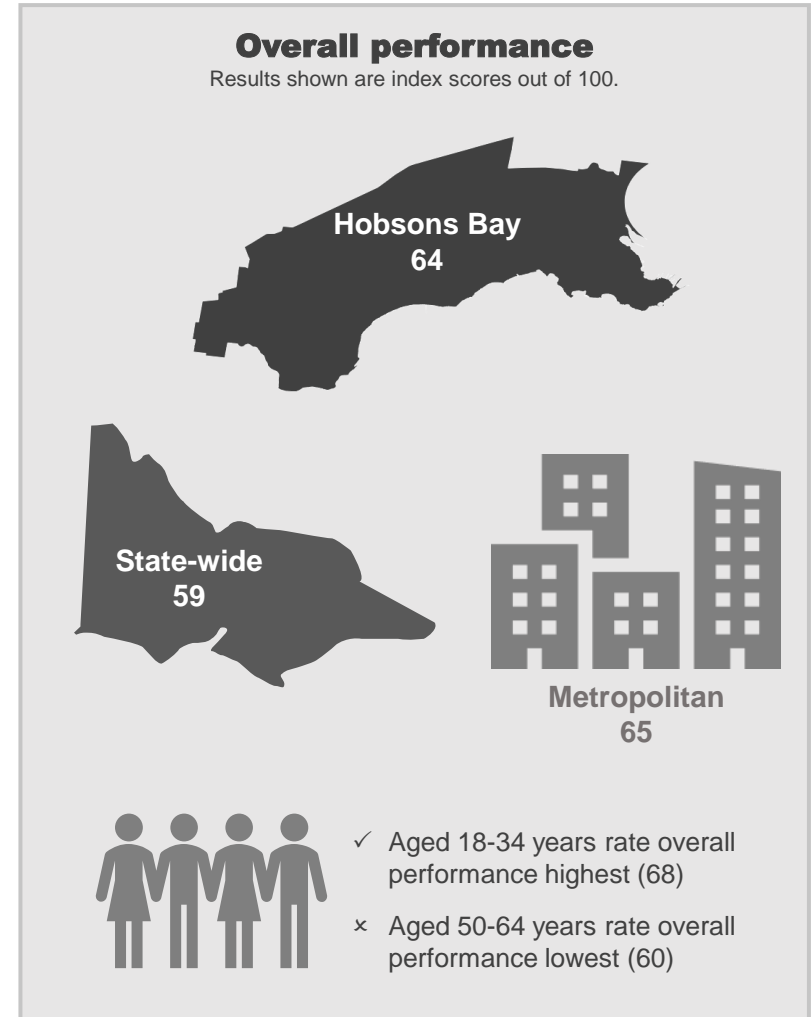 Overall performance
Results shown are index scores out of 100.
Hobsons Bay
64
State-wide
59
Metropolitan
65
✓ Aged 18-34 years rate overall
performance highest (68)
× Aged 50-64 years rate overall
performance lowest (60)